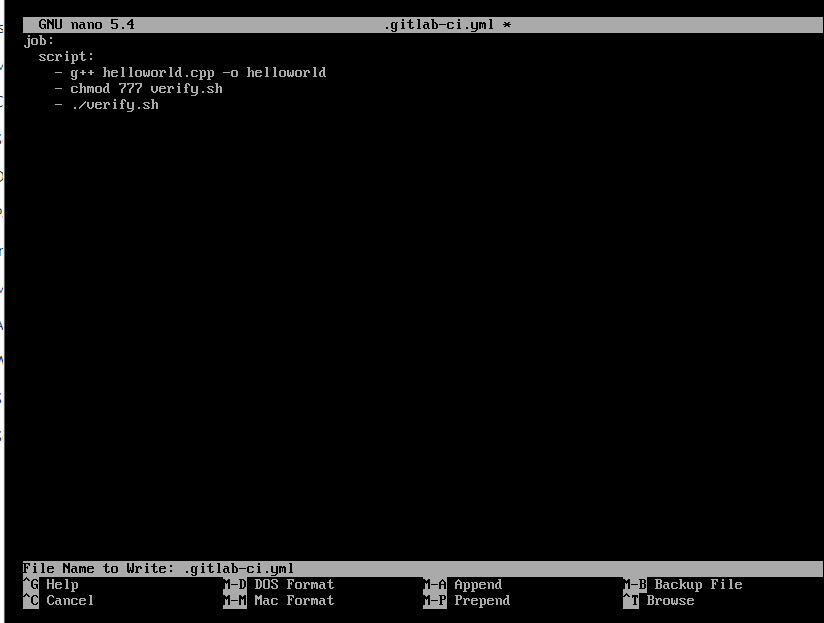 GNU nano 5.4 .gitlab-ci.yml *
job:
  script:
    - g++ helloworld.cpp -o helloworld
    - chmod 777 verify.sh
    - ./verify.sh
File Name to Write: .gitlab-ci.yml
^G Help M-D DOS Format M-A Append M-B Backup File
^C Cancel M-M Mac Format M-P Prepend ^T Browse